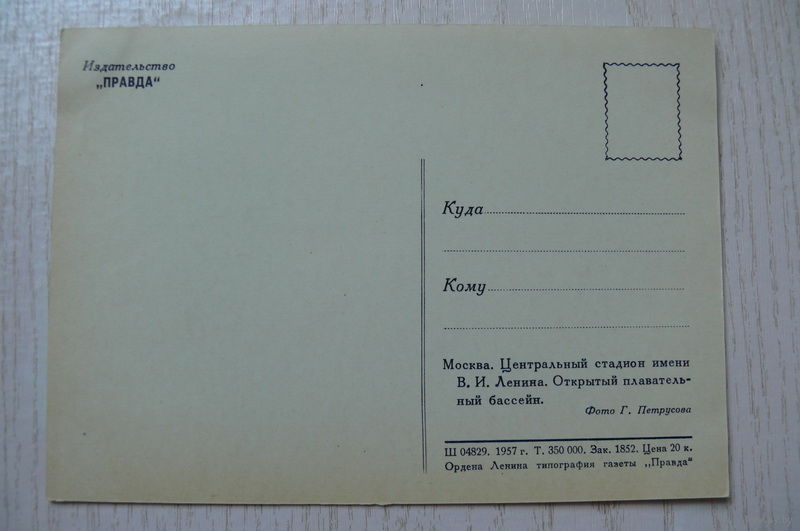 Издательство
„ПРАВДА“
Куда
Кому
Москва. Центральный стадион имени
В. И. Ленина. Открытый плаватель-
ный бассейн.
Фото Г. Петрусова
Ш 04829. 1957 г. Т. 350 000. Зак. 1852. Цена 20 к.
Ордена Ленина типография газеты „Правда“